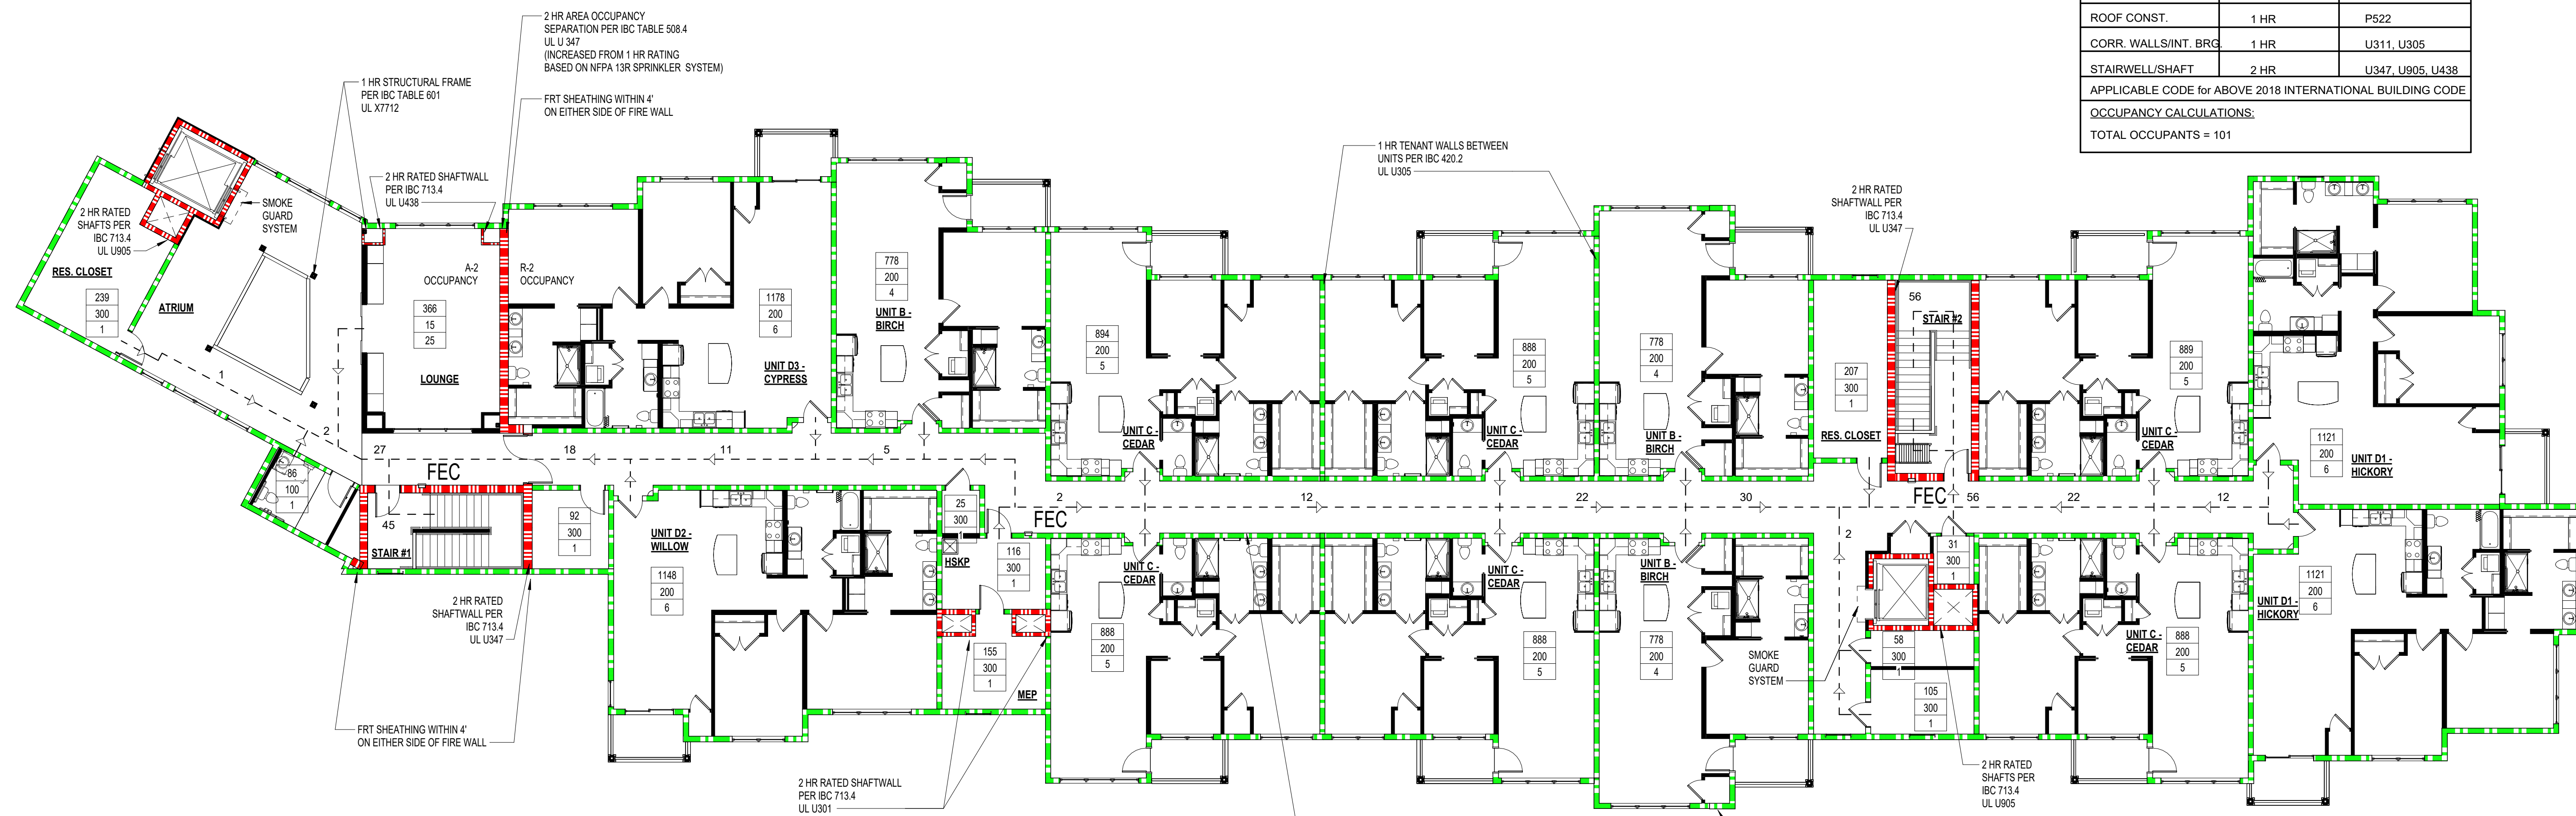 2 HR AREA OCCUPANCY
SEPARATION PER IBC TABLE 508.4
UL U 347
(INCREASED FROM 1 HR RATING
BASED ON NFPA 13R SPRINKLER SYSTEM)
ROOF CONST. 1 HR P522
CORR. WALLS/INT. BRG. 1 HR U311, U305
STAIRWELL/SHAFT 2 HR U347, U905, U438
APPLICABLE CODE for ABOVE 2018 INTERNATIONAL BUILDING CODE
OCCUPANCY CALCULATIONS:
TOTAL OCCUPANTS = 101
1 HR STRUCTURAL FRAME
PER IBC TABLE 601
UL X7712
FRT SHEATHING WITHIN 4'
ON EITHER SIDE OF FIRE WALL
1 HR TENANT WALLS BETWEEN
UNITS PER IBC 420.2
UL U305
2 HR RATED SHAFTWALL
PER IBC 713.4
UL U438
2 HR RATED
SHAFTWALL PER
IBC 713.4
UL U347
2 HR RATED
SHAFTS PER
IBC 713.4
UL U905
SMOKE
GUARD
SYSTEM
RES. CLOSET
239
300
1
ATRIUM
A-2
OCCUPANCY
R-2
OCCUPANCY
366
15
25
LOUNGE
1178
200
6
UNIT D3 -
CYPRESS
778
200
4
UNIT B -
BIRCH
894
200
5
UNIT C -
CEDAR
888
200
5
UNIT C -
CEDAR
778
200
4
UNIT B -
BIRCH
207
300
1
RES. CLOSET
56
STAIR #2
889
200
5
UNIT C -
CEDAR
1121
200
6
UNIT D1 -
HICKORY
1
2
27
FEC
18
11
5
2
12
22
30
FEC
56
22
12
FEC
2
86
100
1
45
STAIR #1
92
300
1
UNIT D2 -
WILLOW
1148
200
6
25
300
1
HSKP
116
300
1
155
300
1
MEP
UNIT C -
CEDAR
888
200
5
UNIT C -
CEDAR
888
200
5
UNIT B -
BIRCH
778
200
4
SMOKE
GUARD
SYSTEM
31
300
1
58
300
1
105
300
1
UNIT C -
CEDAR
888
200
5
UNIT D1 -
HICKORY
1121
200
6
2 HR RATED
SHAFTWALL PER
IBC 713.4
UL U347
FRT SHEATHING WITHIN 4'
ON EITHER SIDE OF FIRE WALL
2 HR RATED SHAFTWALL
PER IBC 713.4
UL U301
2 HR RATED
SHAFTS PER
IBC 713.4
UL U905